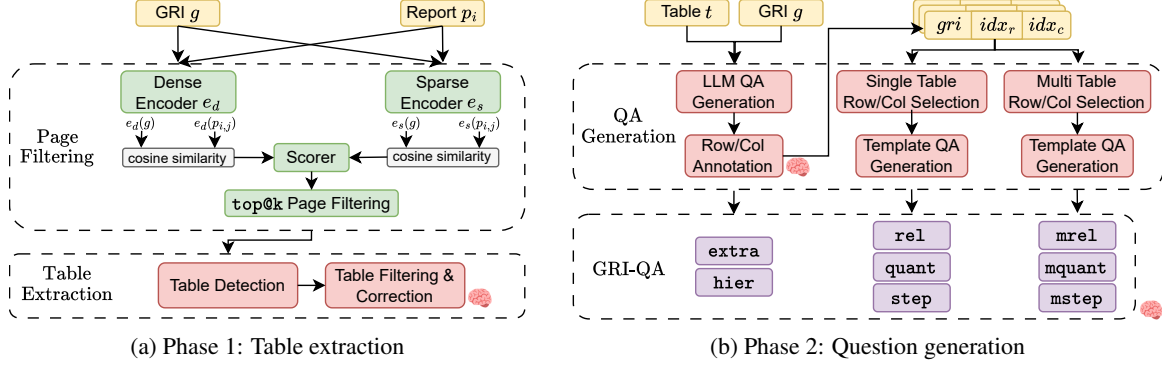 GRI g
Report p_i
Page
Filtering
Dense
Encoder e_d
Sparse
Encoder e_s
e_d(g)
e_d(p_{i,j})
e_s(g)
e_s(p_{i,j})
cosine similarity
Scorer
cosine similarity
top@k Page Filtering
Table
Extraction
Table Detection
Table Filtering &
Correction
(a) Phase 1: Table extraction
Table t
GRI g
gri
idx_r
idx_c
QA
Generation
LLM QA
Generation
Row/Col
Annotation
Single Table
Row/Col Selection
Template QA
Generation
Multi Table
Row/Col Selection
Template QA
Generation
GRI-QA
extra
hier
rel
quant
step
mrel
mquant
mstep
(b) Phase 2: Question generation